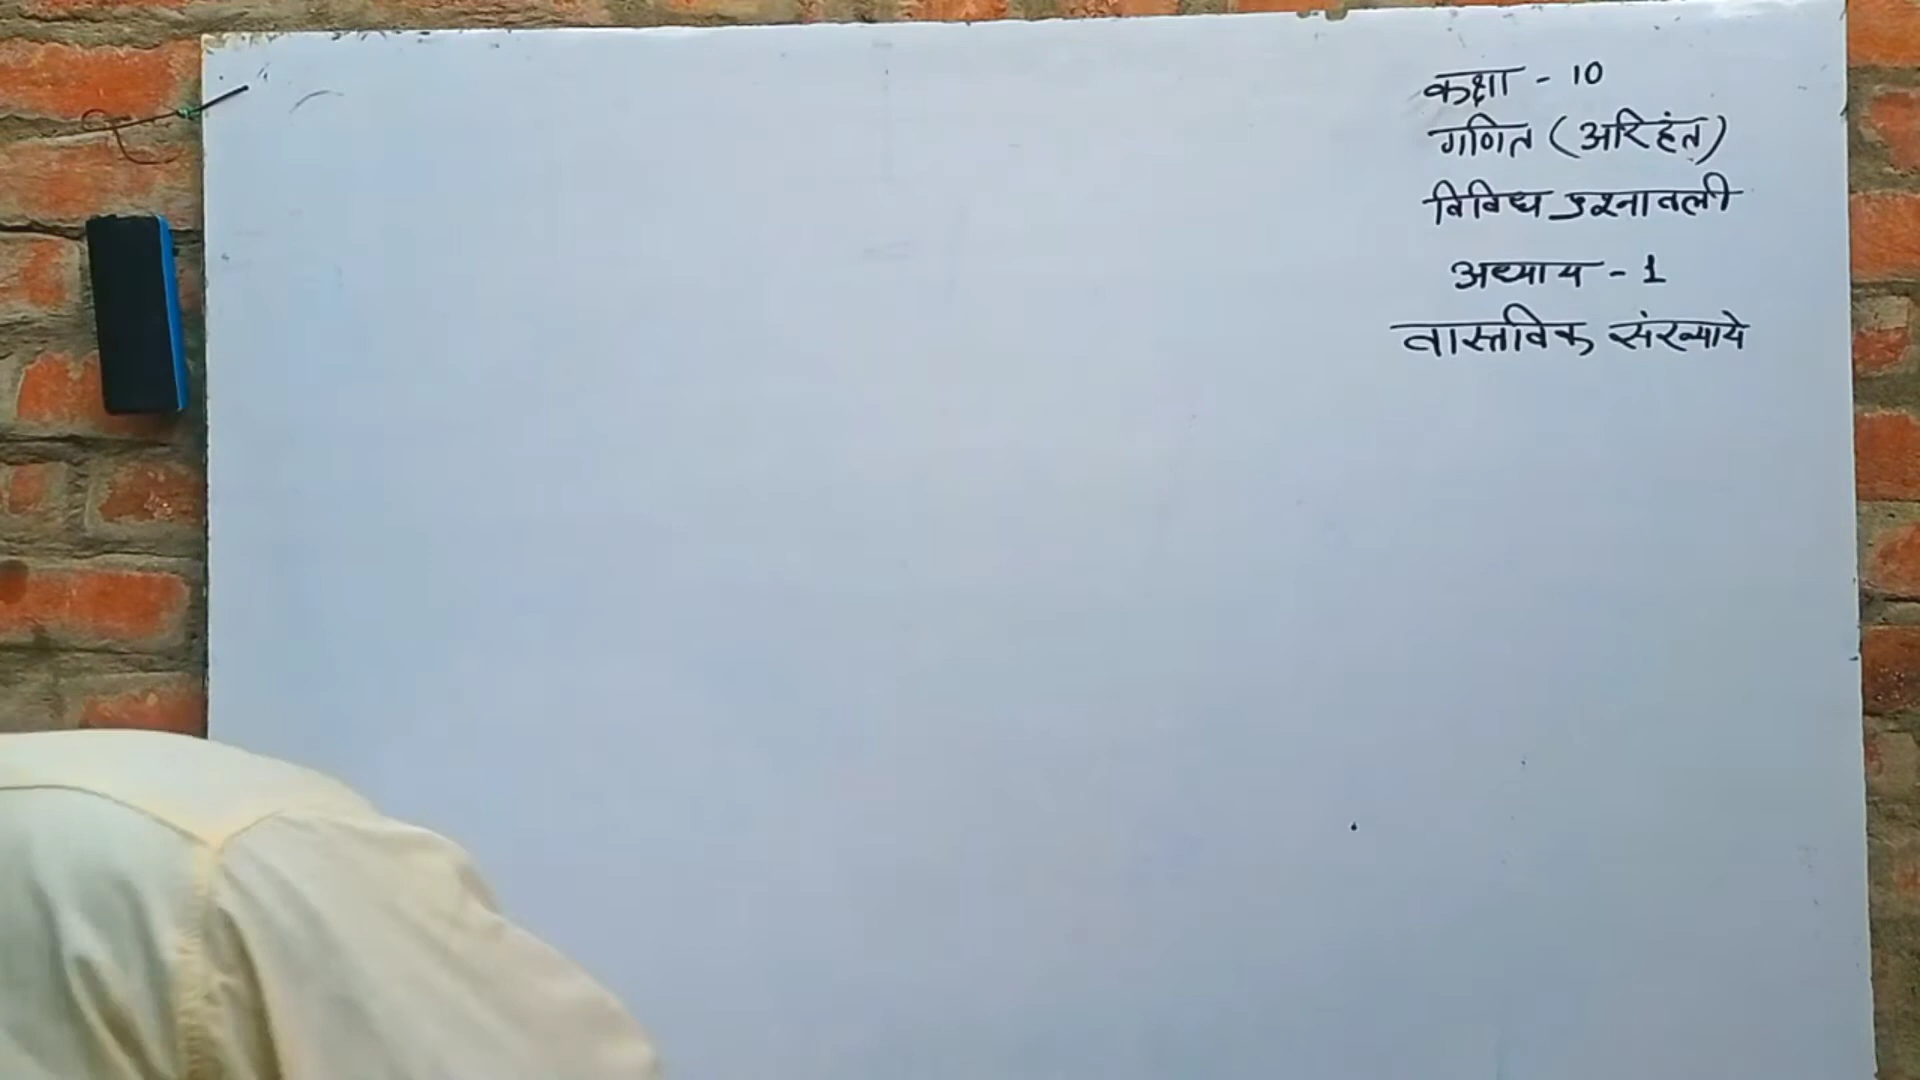 कक्षा - 10
गणित (अरिहंत)
विविध प्रश्नावली
अध्याय - 1
वास्तविक संख्याये